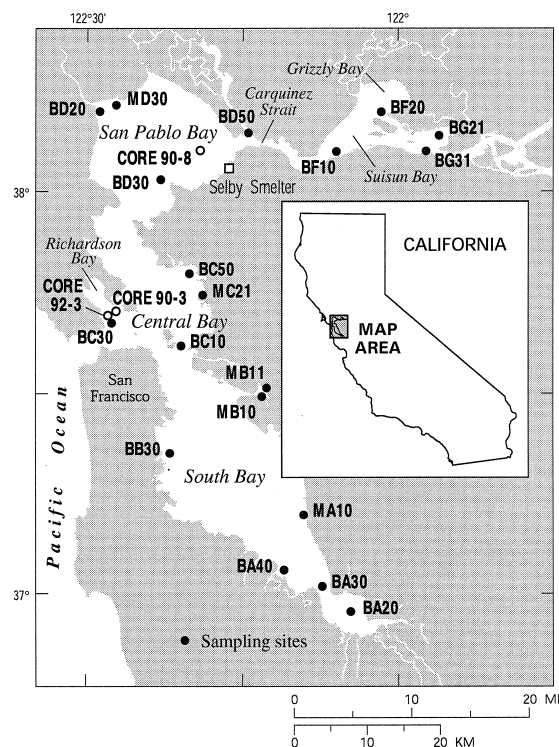 122°30'
122°
Grizzly Bay
Carquinez
Strait
BD20
MD30
BD50
BF20
San Pablo Bay
BG21
CORE 90-8
BF10
Suisun Bay
BG31
BD30
Selby Smelter
38°
CALIFORNIA
Richardson
Bay
BC50
CORE
92-3
CORE 90-3
MC21
Central Bay
BC30
BC10
MAP
AREA
San
Francisco
MB11
MB10
Pacific Ocean
BB30
South Bay
MA10
BA40
BA30
37°
BA20
Sampling sites
0 10 20 MI
0 10 20 KM